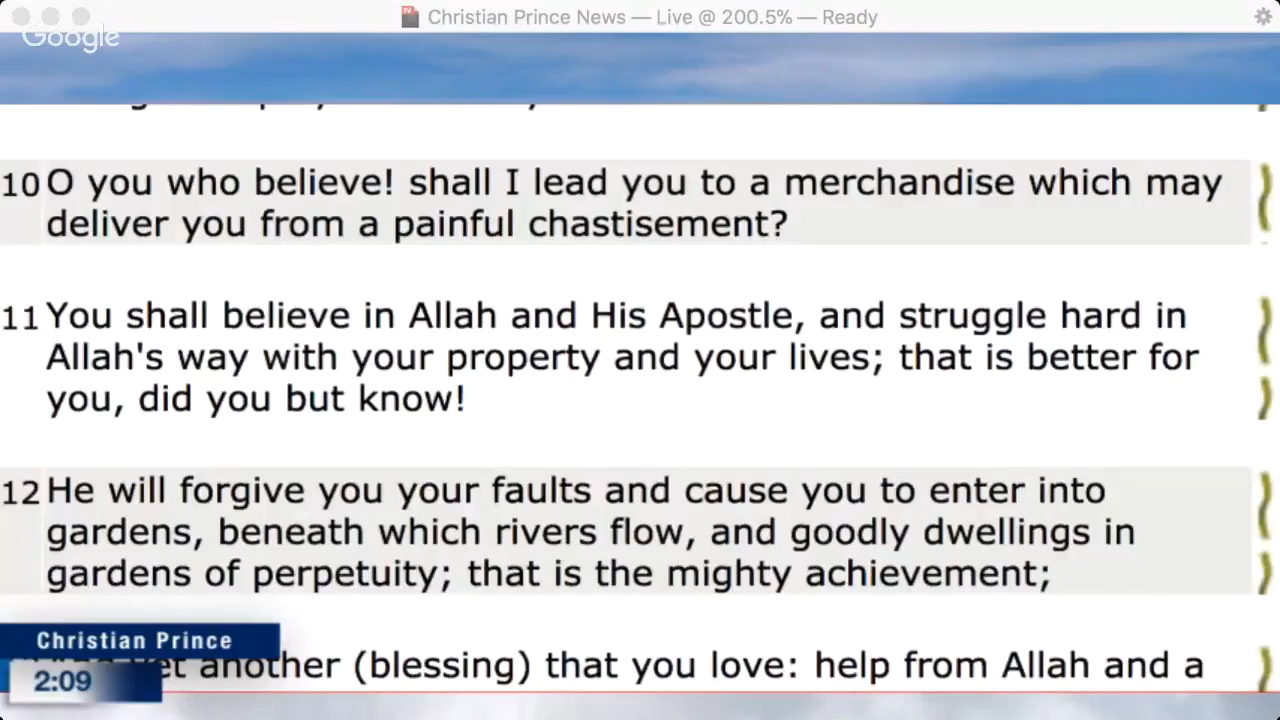 Christian Prince News — Live @ 200.5% — Ready
Google
10 O you who believe! shall I lead you to a merchandise which may
deliver you from a painful chastisement?
11 You shall believe in Allah and His Apostle, and struggle hard in
Allah's way with your property and your lives; that is better for
you, did you but know!
12 He will forgive you your faults and cause you to enter into
gardens, beneath which rivers flow, and goodly dwellings in
gardens of perpetuity; that is the mighty achievement;
another (blessing) that you love: help from Allah and a
Christian Prince
2:09